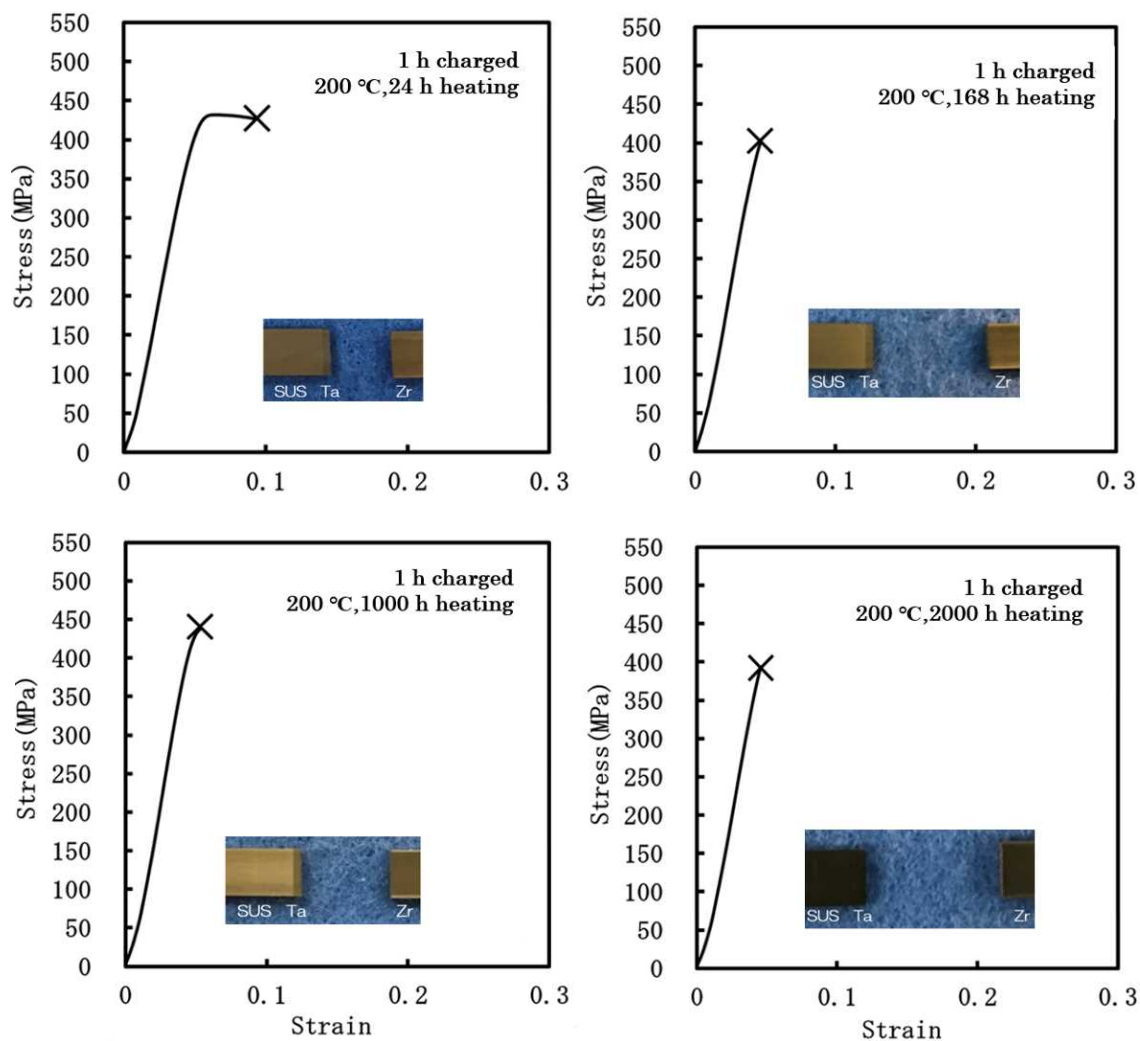 550
500
450
400
350
300
250
200
150
100
50
0
Stress(MPa)
1 h charged
200 ℃,24 h heating
SUS Ta Zr
0 0.1 0.2 0.3
550
500
450
400
350
300
250
200
150
100
50
0
Stress(MPa)
1 h charged
200 ℃,168 h heating
SUS Ta Zr
0 0.1 0.2 0.3
550
500
450
400
350
300
250
200
150
100
50
0
Stress(MPa)
1 h charged
200 ℃,1000 h heating
SUS Ta Zr
0 0.1 0.2 0.3
Strain
550
500
450
400
350
300
250
200
150
100
50
0
Stress(MPa)
1 h charged
200 ℃,2000 h heating
SUS Ta Zr
0 0.1 0.2 0.3
Strain